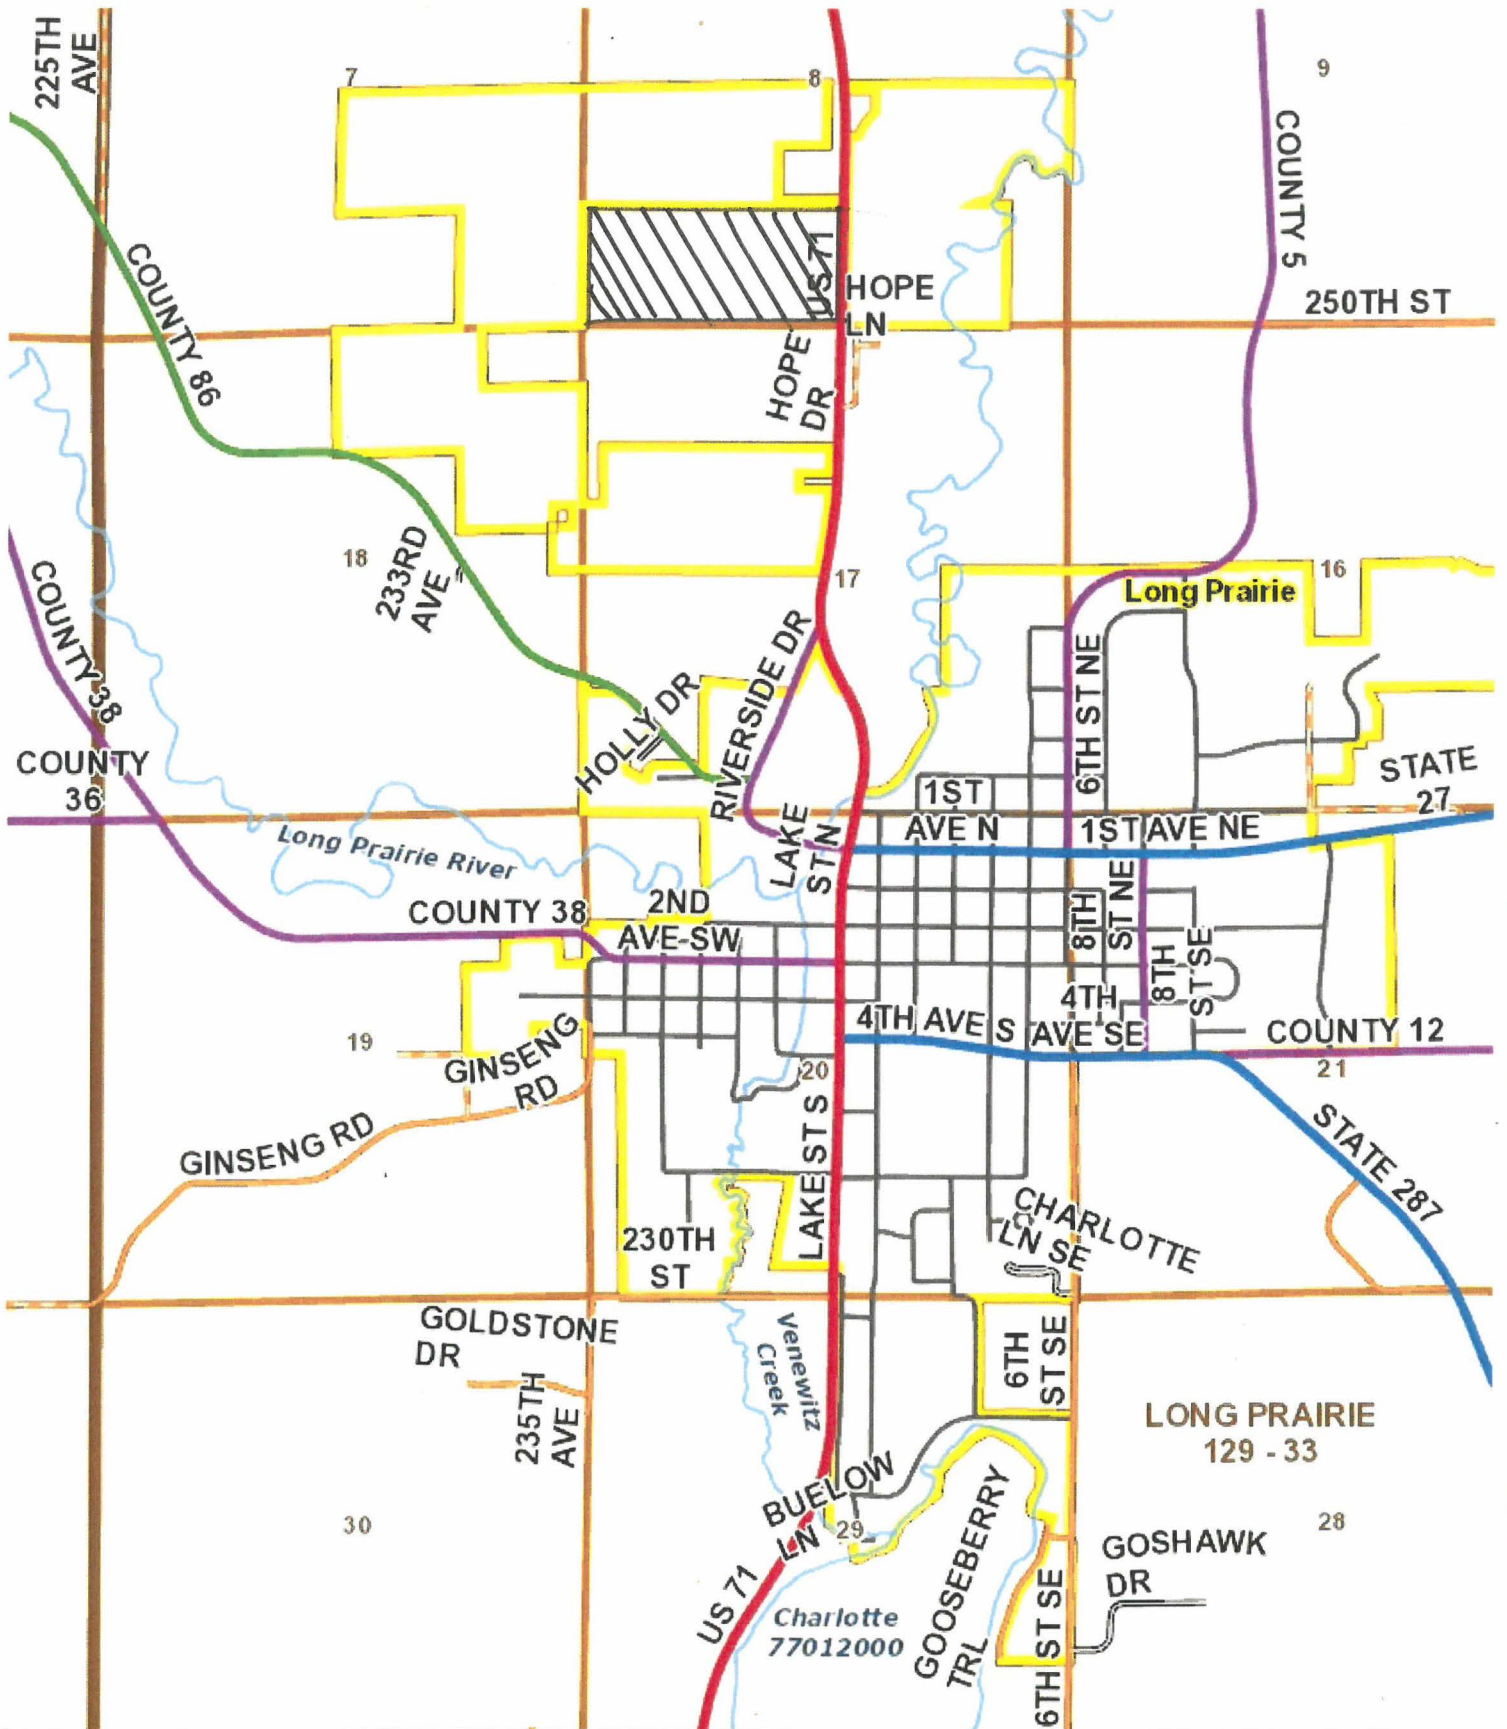 225TH
AVE
7
8
9
COUNTY 5
COUNTY 86
US 71
HOPE
LN
250TH ST
HOPE
DR
18
233RD
AVE
17
16
Long Prairie
COUNTY 38
RIVERSIDE DR
6TH ST NE
HOLLY DR
COUNTY
36
STATE
27
1ST
AVE N
1ST AVE NE
LAKE
ST N
Long Prairie River
COUNTY 38
2ND
AVE SW
8TH
ST NE
8TH
ST SE
4TH
AVE SE
4TH AVE S
COUNTY 12
19
GINSENG
RD
20
21
GINSENG RD
LAKE ST S
STATE 287
CHARLOTTE
LN SE
230TH
ST
GOLDSTONE
DR
Venewitz
Creek
6TH
ST SE
235TH
AVE
LONG PRAIRIE
129 - 33
BUELOW
LN
30
29
28
GOOSEBERRY
TRL
GOSHAWK
DR
US 71
Charlotte
77012000
6TH ST SE